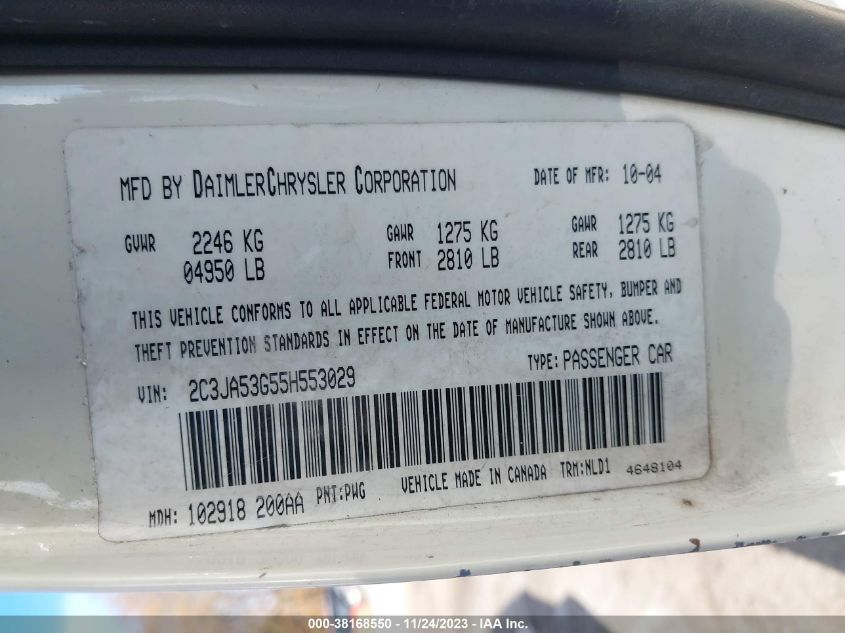 MFD BY DAIMLERCHRYSLER CORPORATION DATE OF MFR: 10-04
GVWR 2246 KG GAWR 1275 KG GAWR 1275 KG
04950 LB FRONT 2810 LB REAR 2810 LB
THIS VEHICLE CONFORMS TO ALL APPLICABLE FEDERAL MOTOR VEHICLE SAFETY, BUMPER AND
THEFT PREVENTION STANDARDS IN EFFECT ON THE DATE OF MANUFACTURE SHOWN ABOVE.
VIN: 2C3JA53G55H553029 TYPE: PASSENGER CAR
MDH: 102918 200AA PNT:PWG VEHICLE MADE IN CANADA TRM:NLD1 4648104
000-38168550 - 11/24/2023 - IAA Inc.